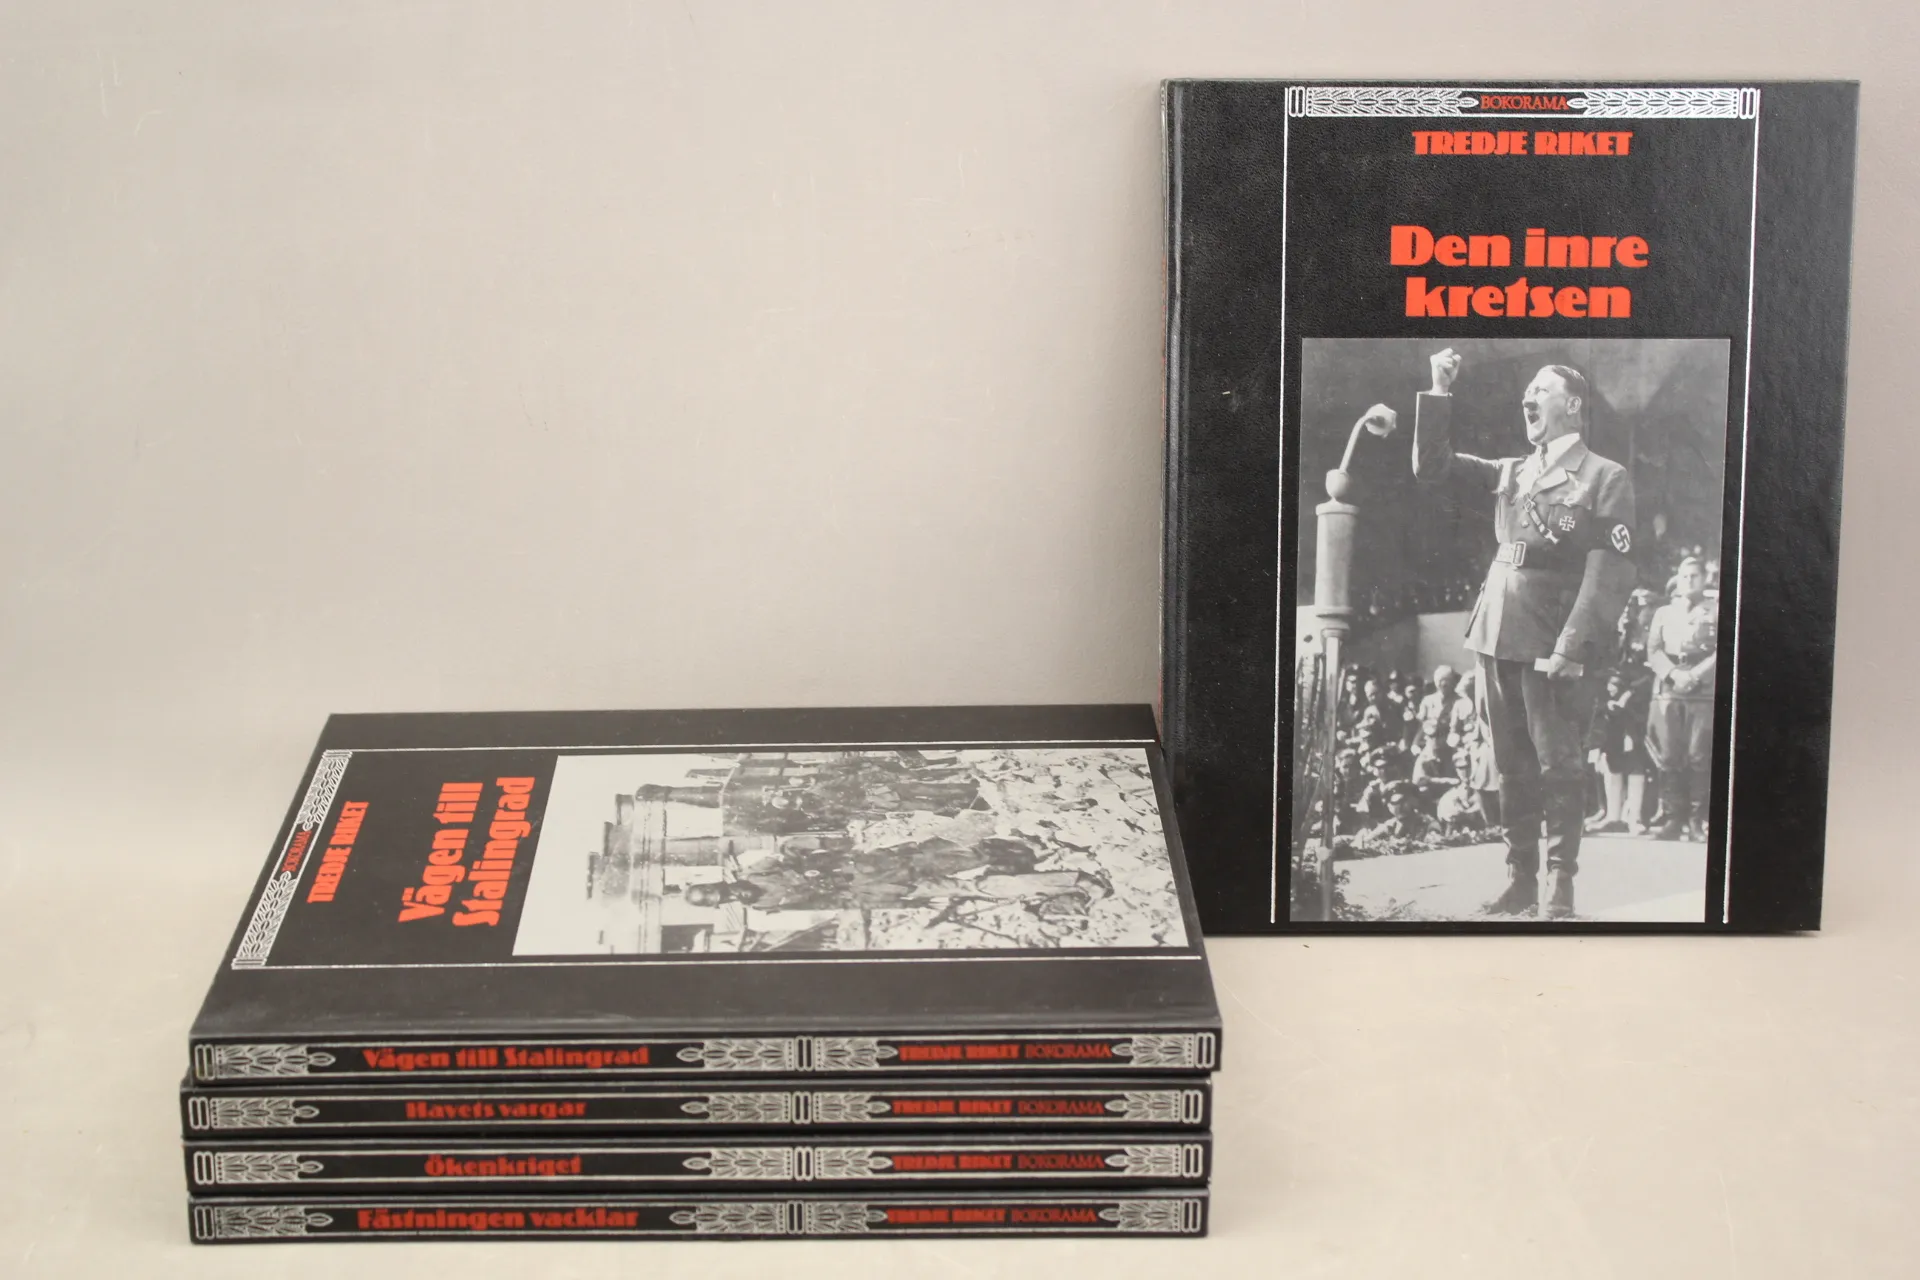 BOKORAMA
TREDJE RIKET
Den inre
kretsen
BOKORAMA
TREDJE RIKET
Vägen till
Stalingrad
Vägen till Stalingrad TREDJE RIKET BOKORAMA
Havets vargar TREDJE RIKET BOKORAMA
Ökenkriget TREDJE RIKET BOKORAMA
Fästningen vacklar TREDJE RIKET BOKORAMA